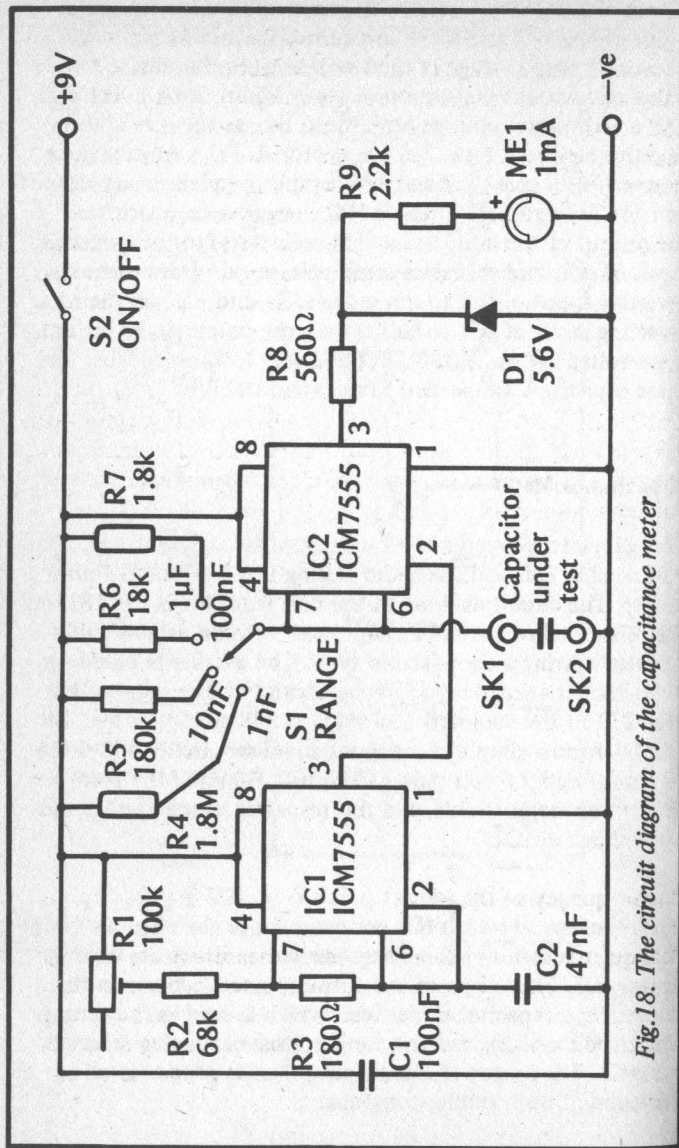 +9V
S2
ON/OFF
R1
100k
R2
68k
R3
180Ω
C1
100nF
C2
47nF
4
8
7
6
2
IC1
ICM7555
R4
1.8M
R5
180k
R6
18k
R7
1.8k
1µF
100nF
10nF
1nF
S1
RANGE
4
8
7
6
2
3
1
IC2
ICM7555
SK1
SK2
Capacitor
under
test
R8
560Ω
R9
2.2k
D1
5.6V
+
ME1
1mA
−ve
Fig.18. The circuit diagram of the capacitance meter